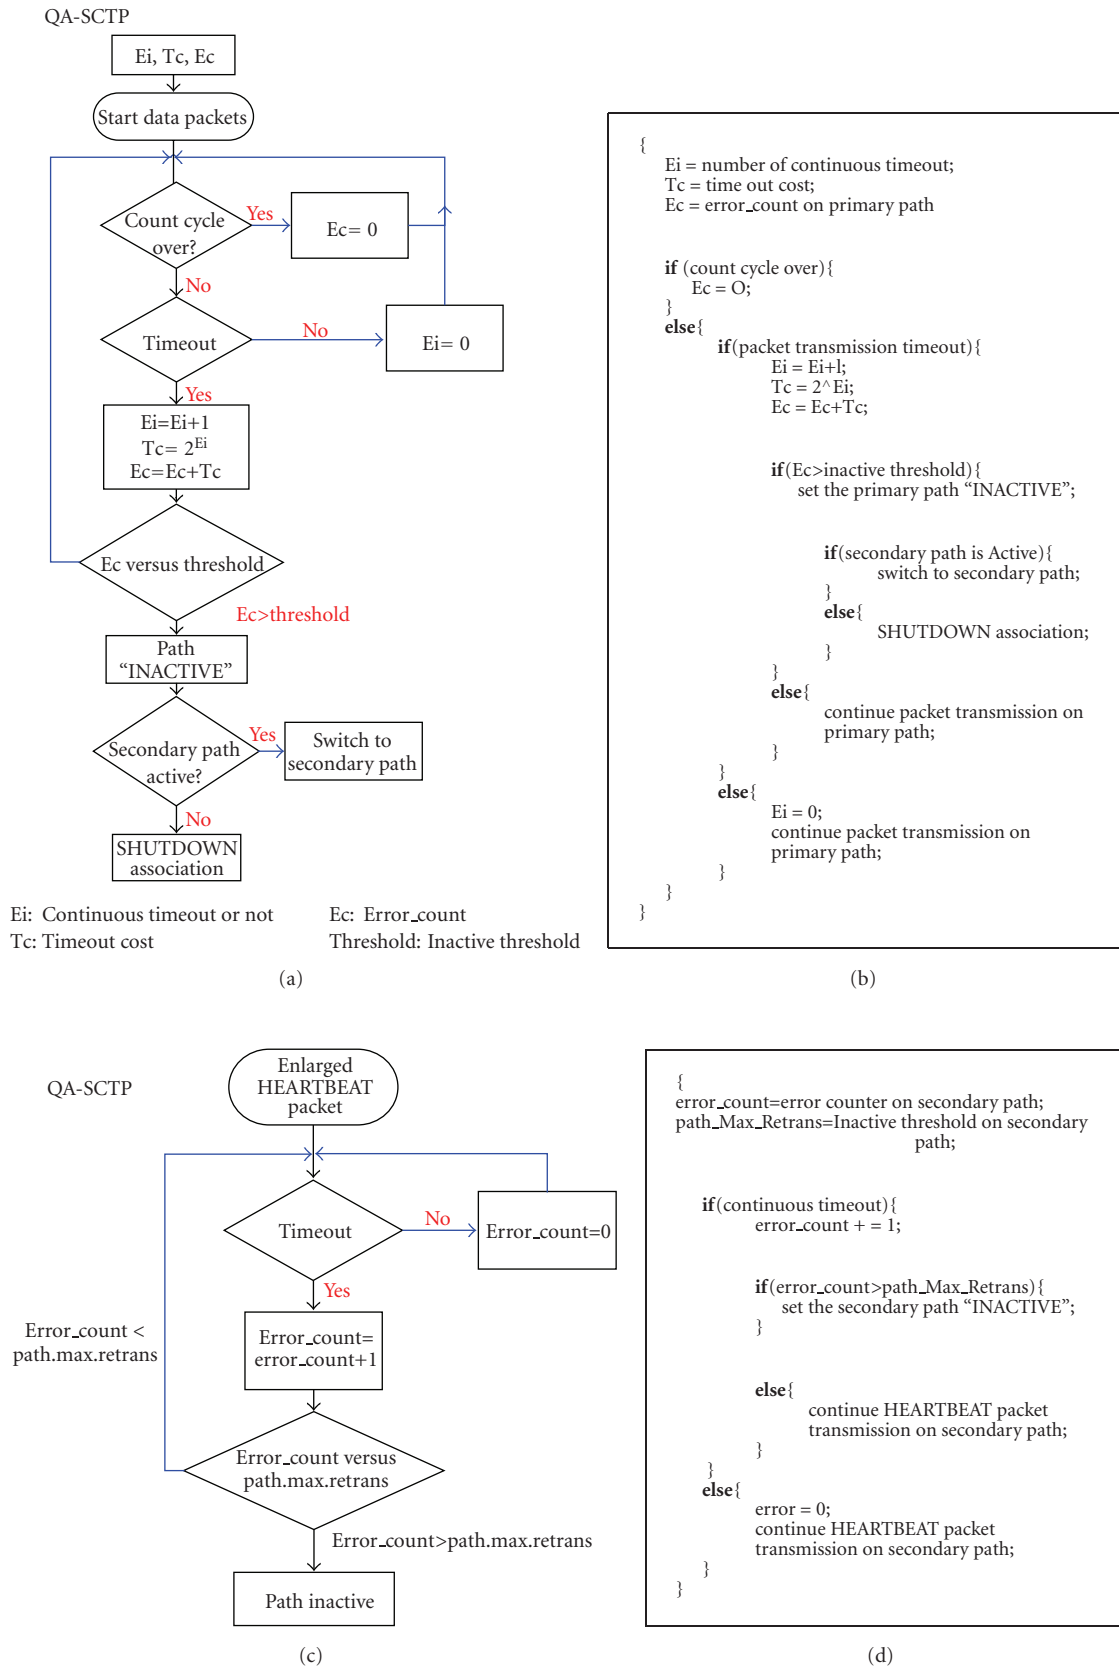 QA-SCTP
Ei, Tc, Ec
Start data packets
Count cycle
over?
Yes
Ec= 0
No
Timeout
No
Ei= 0
Yes
Ei=Ei+1
Tc= 2^Ei
Ec=Ec+Tc
Ec versus threshold
Ec>threshold
Path
“INACTIVE”
Secondary path
active?
Yes
Switch to
secondary path
No
SHUTDOWN
association
Ei: Continuous timeout or not
Ec: Error_count
Tc: Timeout cost
Threshold: Inactive threshold
(a)
{
Ei = number of continuous timeout;
Tc = time out cost;
Ec = error_count on primary path
if (count cycle over){
Ec = O;
}
else{
if(packet transmission timeout){
Ei = Ei+l;
Tc = 2^Ei;
Ec = Ec+Tc;
if(Ec>inactive threshold){
set the primary path “INACTIVE”;
if(secondary path is Active){
switch to secondary path;
}
else{
SHUTDOWN association;
}
}
else{
continue packet transmission on
primary path;
}
}
else{
Ei = 0;
continue packet transmission on
primary path;
}
}
}
(b)
QA-SCTP
Enlarged
HEARTBEAT
packet
Timeout
No
Error_count=0
Yes
Error_count=
error_count+1
Error_count <
path.max.retrans
Error_count versus
path.max.retrans
Error_count>path.max.retrans
Path inactive
(c)
{
error_count=error counter on secondary path;
path_Max_Retrans=Inactive threshold on secondary
path;
if(continuous timeout){
error_count + = 1;
if(error_count>path_Max_Retrans){
set the secondary path “INACTIVE”;
}
else{
continue HEARTBEAT packet
transmission on secondary path;
}
}
else{
error = 0;
continue HEARTBEAT packet
transmission on secondary path;
}
}
(d)